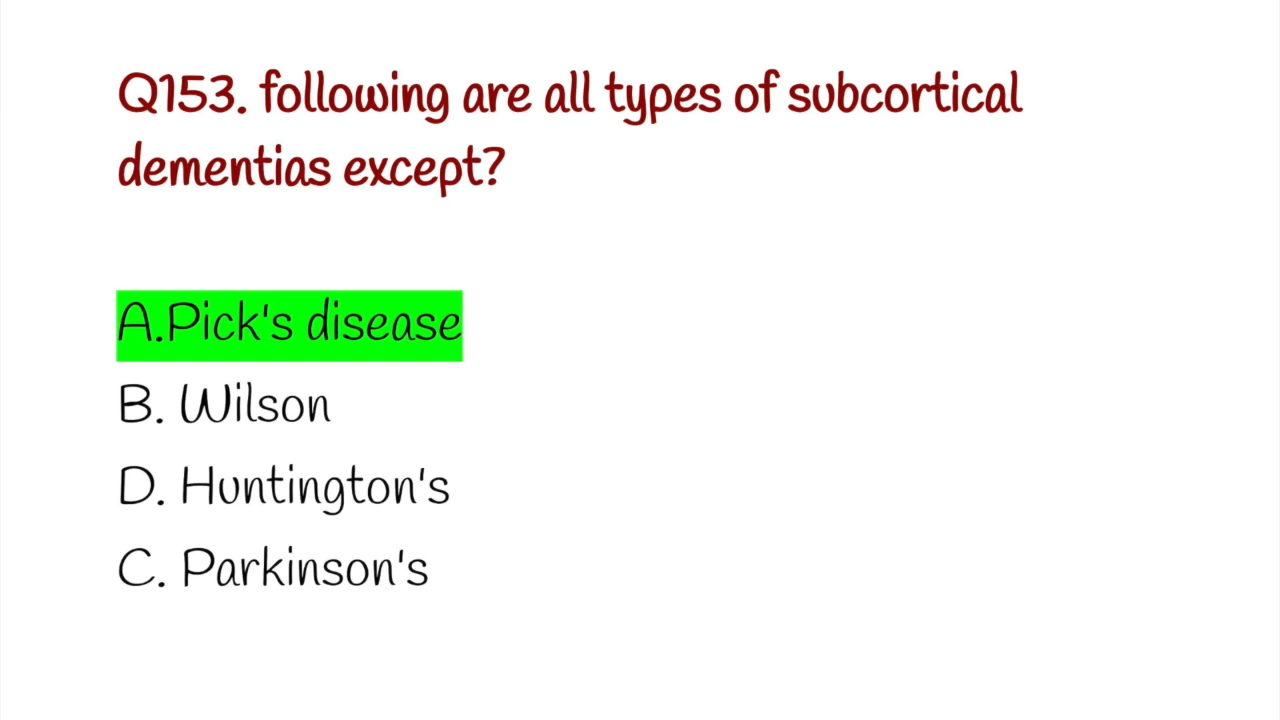 Q153. following are all types of subcortical
dementias except?
A.Pick's disease
B. Wilson
D. Huntington's
C. Parkinson's